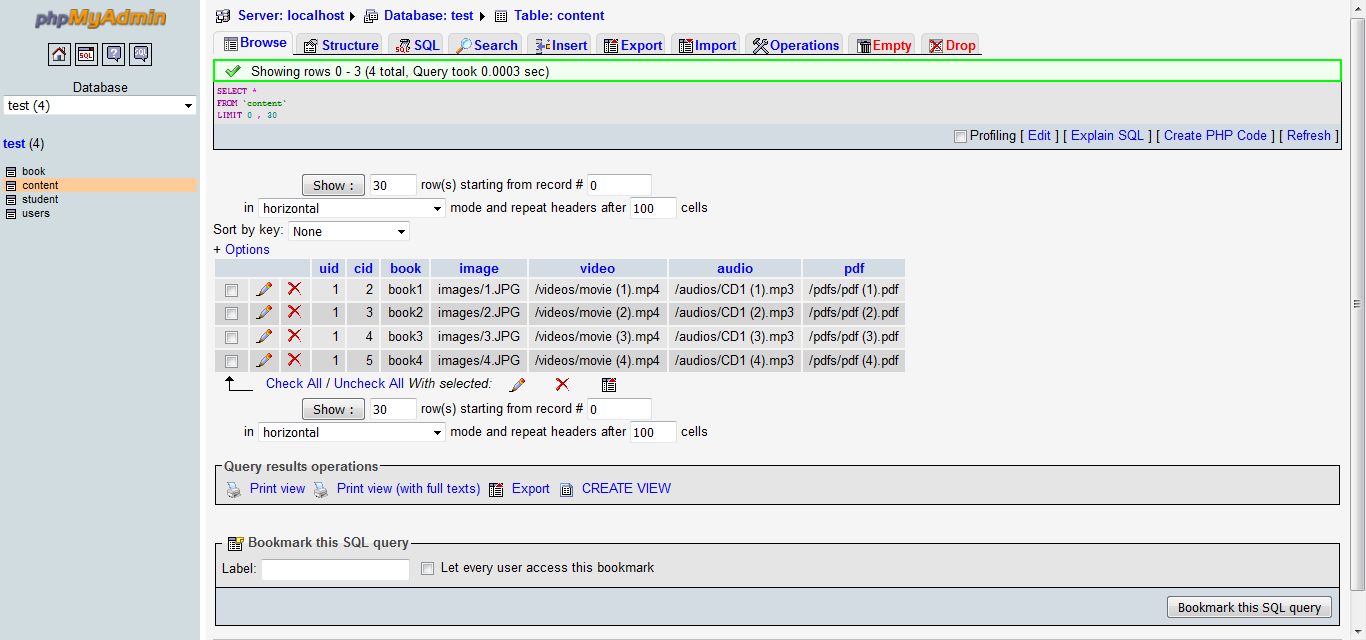 phpMyAdmin
SQL
Database
test (4)
test (4)
book
content
student
users
Server: localhost Database: test Table: content
Browse Structure SQL Search Insert Export Import Operations Empty Drop
Showing rows 0 - 3 (4 total, Query took 0.0003 sec)
SELECT *
FROM `content`
LIMIT 0 , 30
Profiling [ Edit ] [ Explain SQL ] [ Create PHP Code ] [ Refresh ]
Show : 30 row(s) starting from record # 0
in horizontal mode and repeat headers after 100 cells
Sort by key: None
+ Options
uid cid book image video audio pdf
1 2 book1 images/1.JPG /videos/movie (1).mp4 /audios/CD1 (1).mp3 /pdfs/pdf (1).pdf
1 3 book2 images/2.JPG /videos/movie (2).mp4 /audios/CD1 (2).mp3 /pdfs/pdf (2).pdf
1 4 book3 images/3.JPG /videos/movie (3).mp4 /audios/CD1 (3).mp3 /pdfs/pdf (3).pdf
1 5 book4 images/4.JPG /videos/movie (4).mp4 /audios/CD1 (4).mp3 /pdfs/pdf (4).pdf
Check All / Uncheck All With selected:
Show : 30 row(s) starting from record # 0
in horizontal mode and repeat headers after 100 cells
Query results operations
Print view Print view (with full texts) Export CREATE VIEW
Bookmark this SQL query
Label: Let every user access this bookmark
Bookmark this SQL query